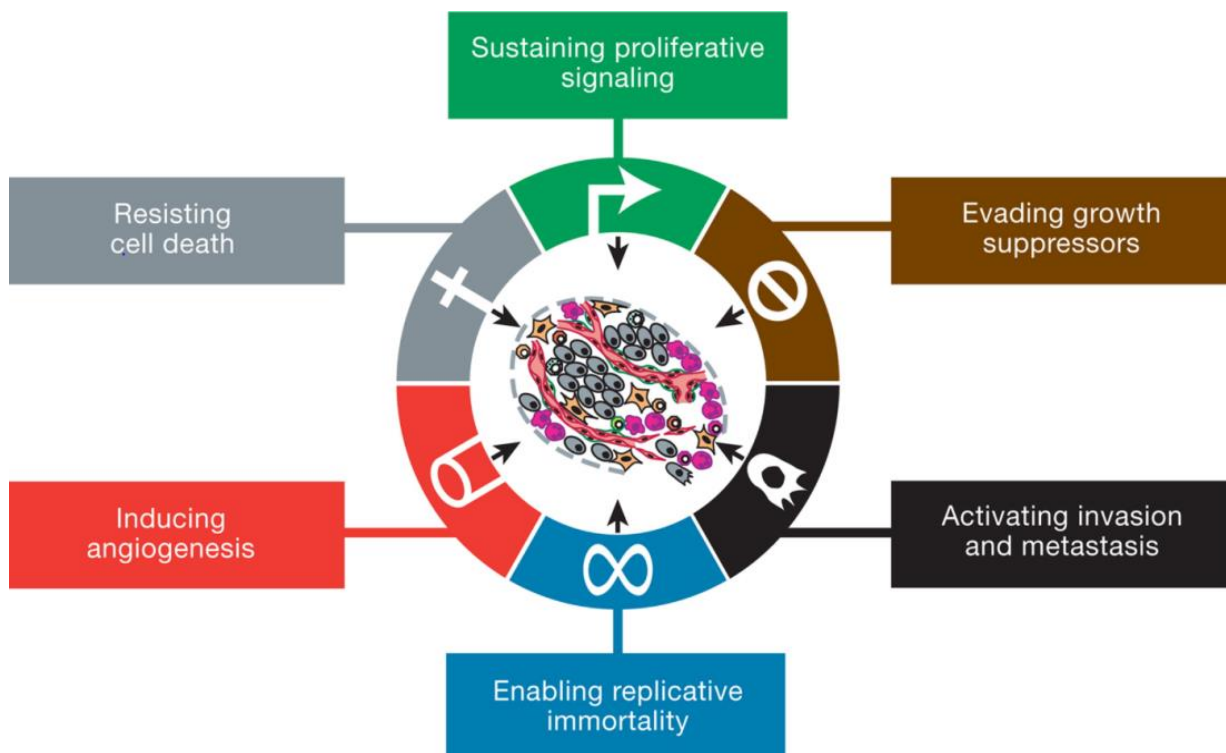 Sustaining proliferative
signaling
Resisting
cell death
Evading growth
suppressors
Inducing
angiogenesis
Activating invasion
and metastasis
Enabling replicative
immortality